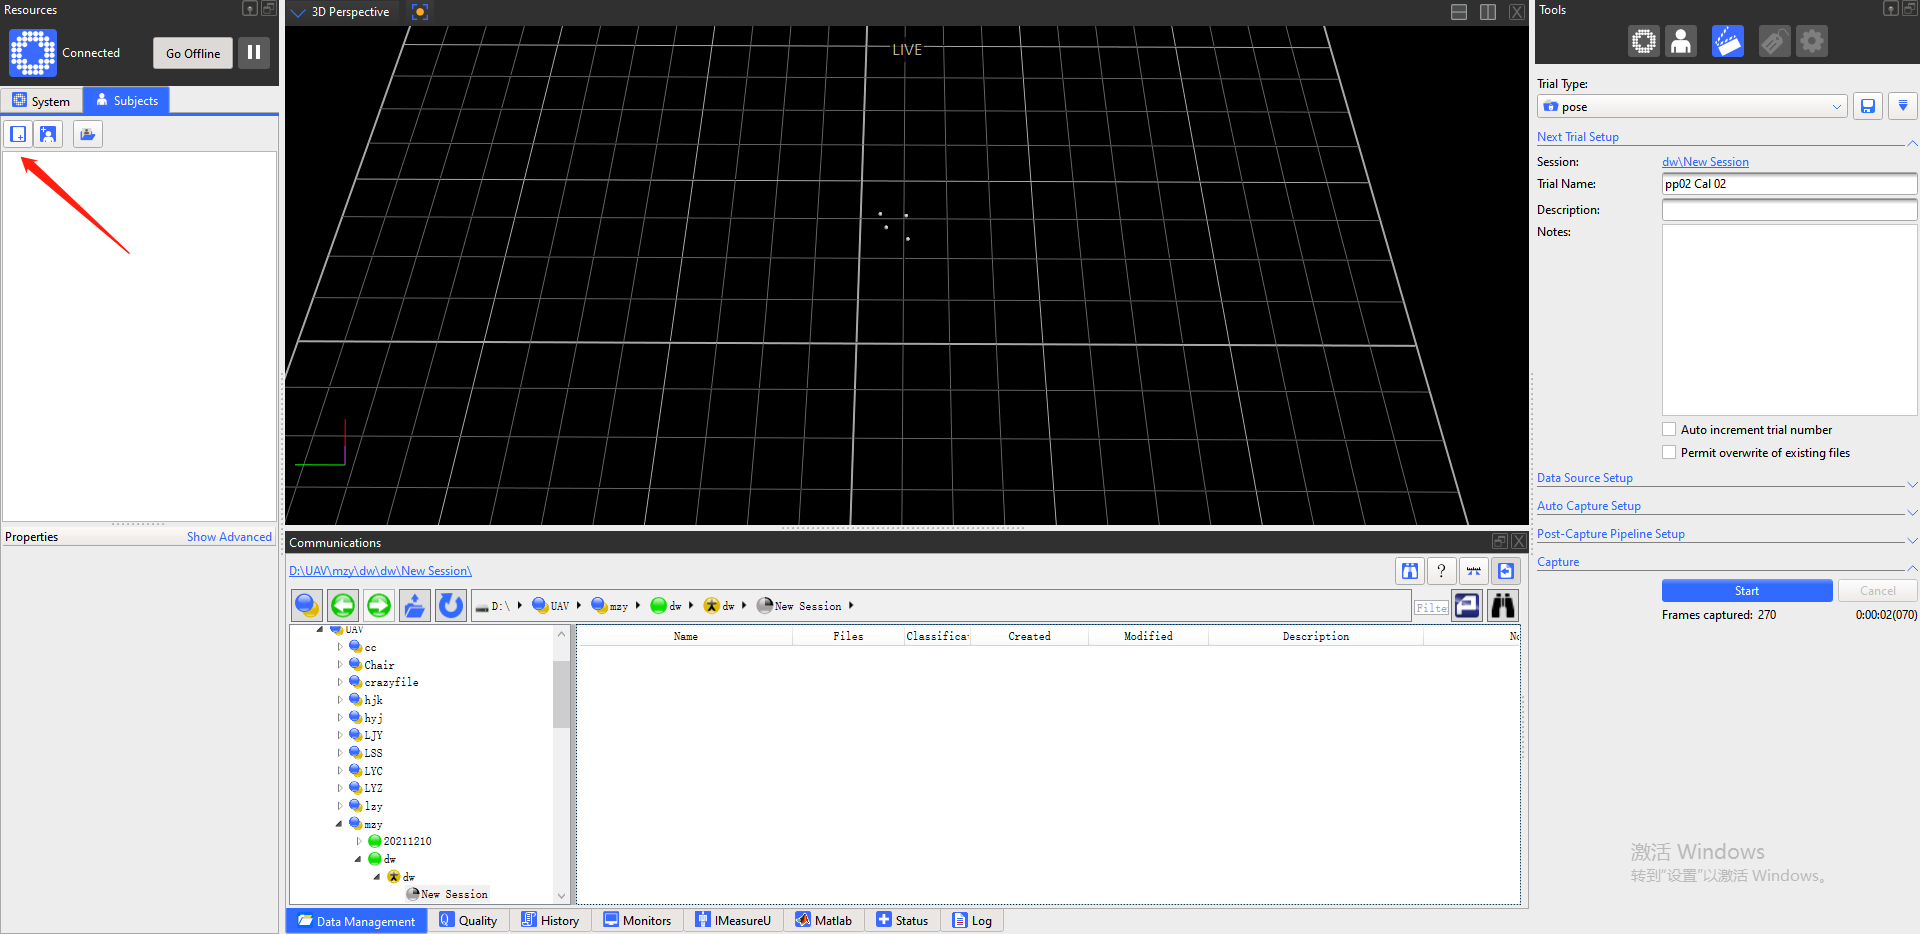 Resources
Connected
Go Offline
System
Subjects
Properties
Show Advanced
3D Perspective
LIVE
Communications
D:\UAV\mzy\dw\dw\New Session\
?
D:\
UAV
mzy
dw
dw
New Session
Filte
UAV
cc
Chair
crazyfile
hjk
hyj
LJY
LSS
LYC
LYZ
lzy
mzy
20211210
dw
dw
New Session
Name
Files
Classifica
Created
Modified
Description
No
Data Management
Quality
History
Monitors
IMeasureU
Matlab
Status
Log
Tools
Trial Type:
pose
Next Trial Setup
Session:
dw\New Session
Trial Name:
pp02 Cal 02
Description:
Notes:
Auto increment trial number
Permit overwrite of existing files
Data Source Setup
Auto Capture Setup
Post-Capture Pipeline Setup
Capture
Start
Cancel
Frames captured: 270
0:00:02(070)
激活 Windows
转到“设置”以激活 Windows。